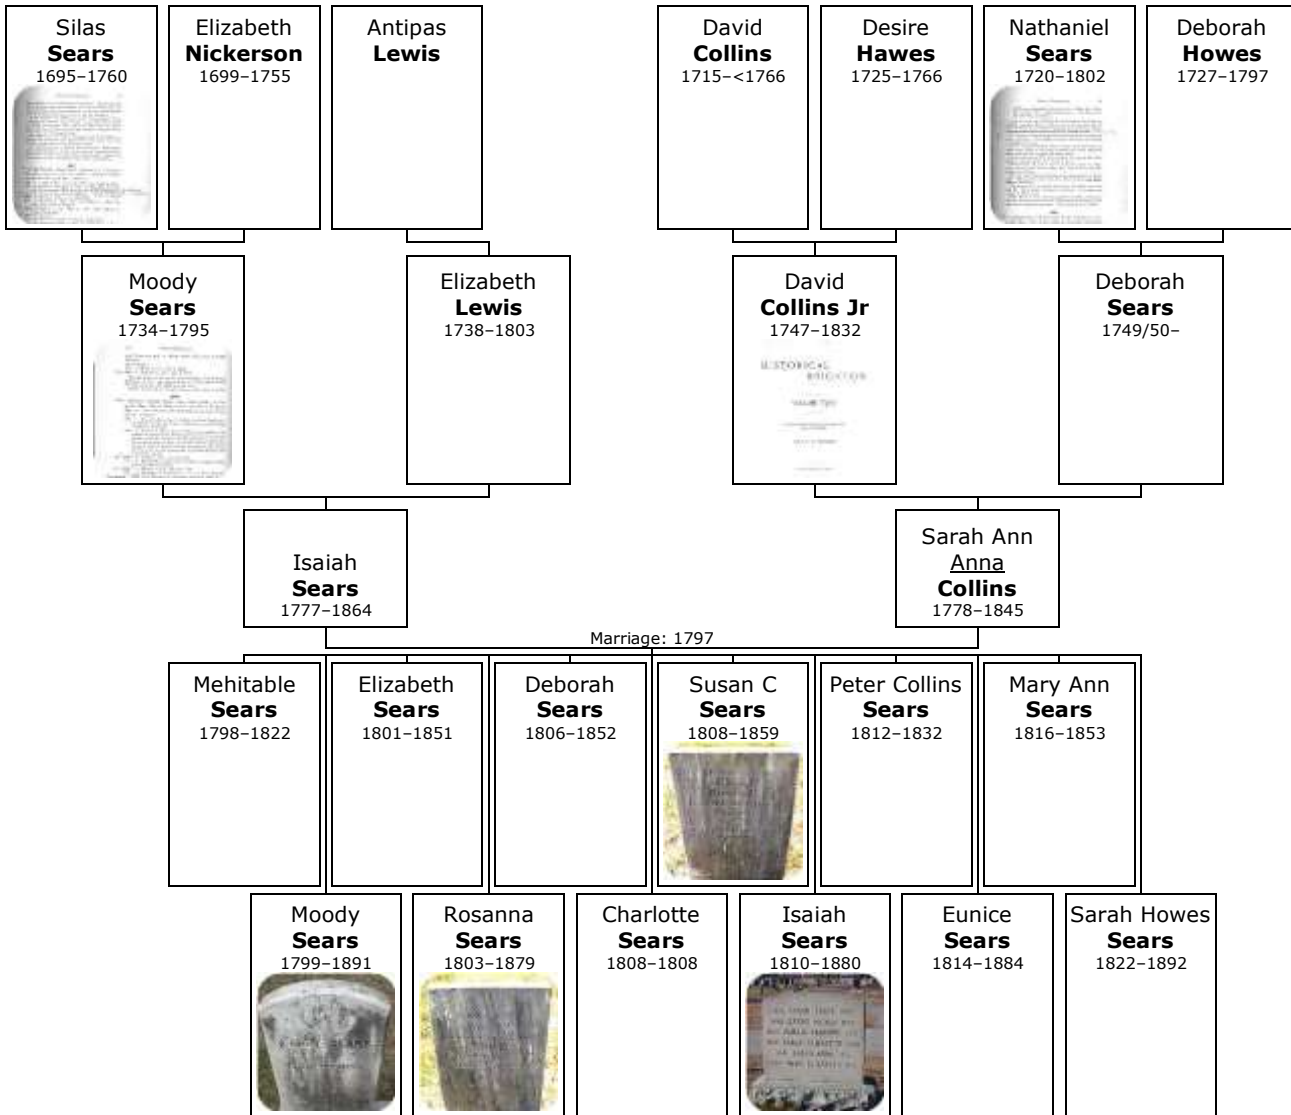 Silas
Sears
1695–1760
Elizabeth
Nickerson
1699–1755
Antipas
Lewis
David
Collins
1715–<1766
Desire
Hawes
1725–1766
Nathaniel
Sears
1720–1802
Deborah
Howes
1727–1797
Moody
Sears
1734–1795
Elizabeth
Lewis
1738–1803
David
Collins Jr
1747–1832
HISTORICAL
BRIGHTON
Deborah
Sears
1749/50–
Isaiah
Sears
1777–1864
Sarah Ann
Anna
Collins
1778–1845
Marriage: 1797
Mehitable
Sears
1798–1822
Elizabeth
Sears
1801–1851
Deborah
Sears
1806–1852
Susan C
Sears
1808–1859
Peter Collins
Sears
1812–1832
Mary Ann
Sears
1816–1853
Moody
Sears
1799–1891
Rosanna
Sears
1803–1879
Charlotte
Sears
1808–1808
Isaiah
Sears
1810–1880
Eunice
Sears
1814–1884
Sarah Howes
Sears
1822–1892